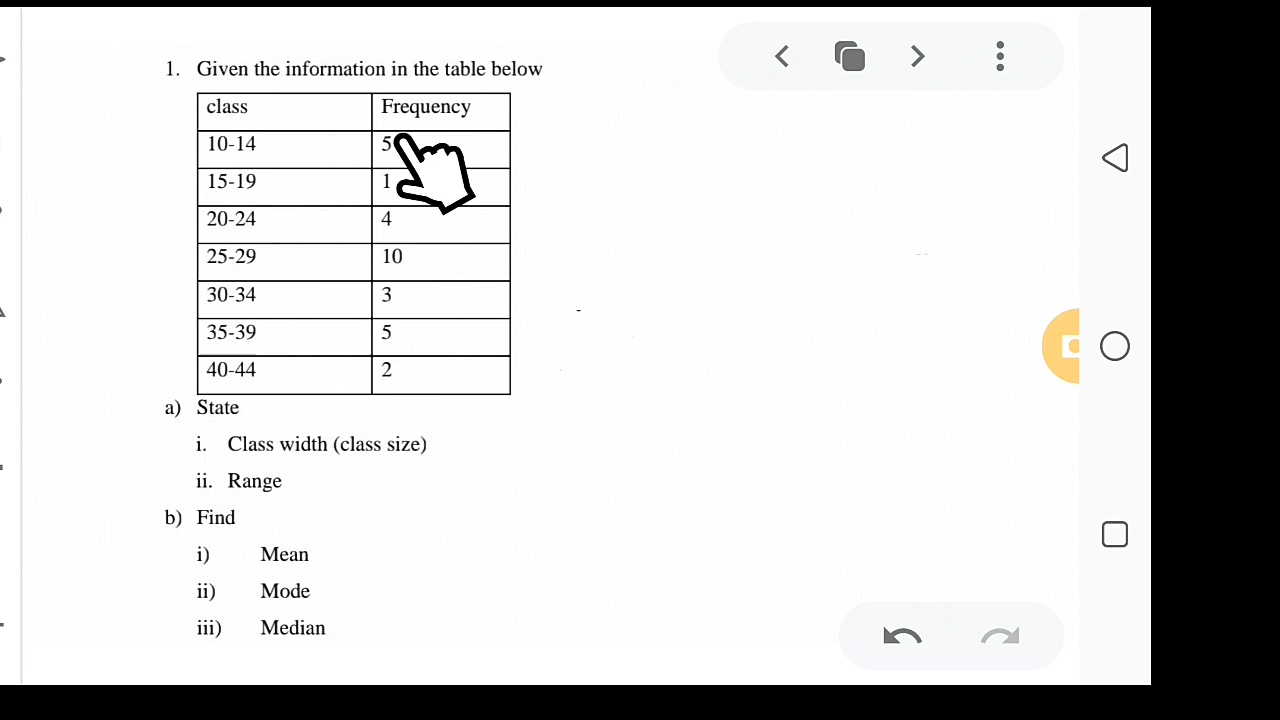 1. Given the information in the table below
class Frequency
10-14 5
15-19 1
20-24 4
25-29 10
30-34 3
35-39 5
40-44 2
a) State
i. Class width (class size)
ii. Range
b) Find
i) Mean
ii) Mode
iii) Median